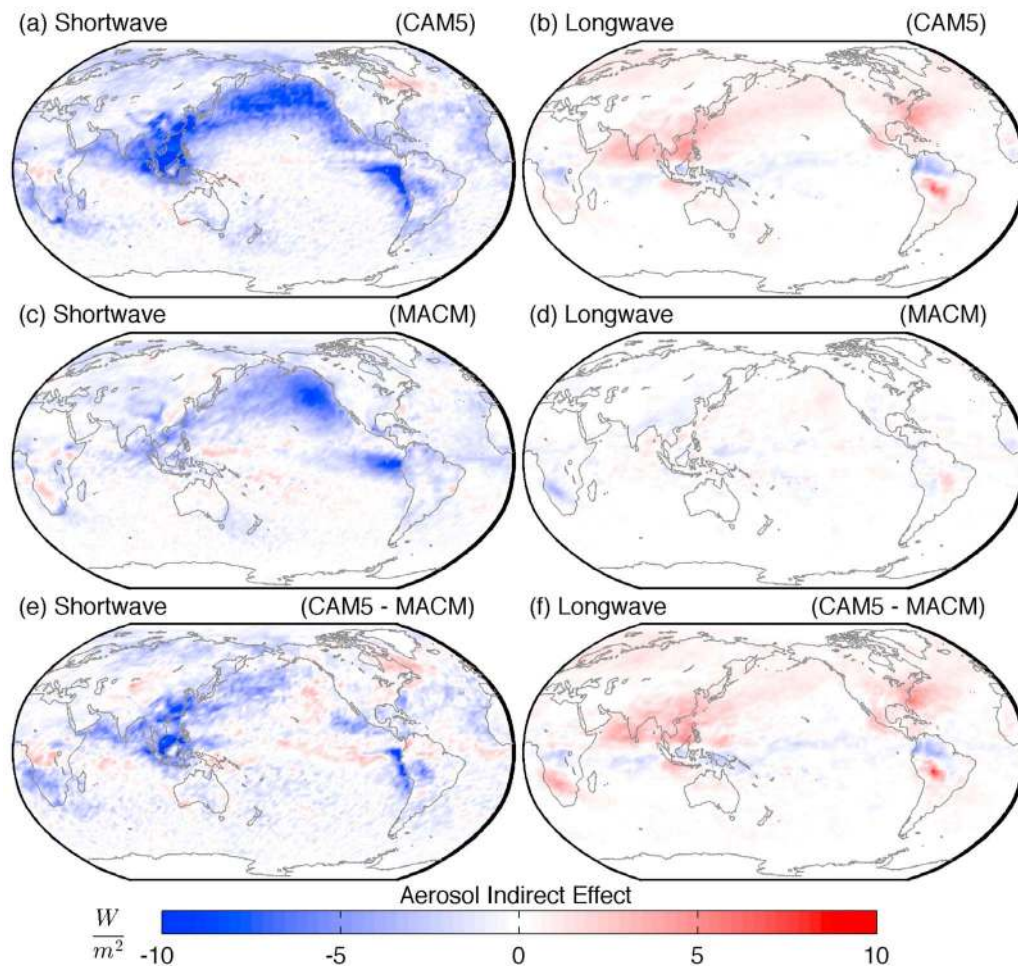 (a) Shortwave (CAM5)
(b) Longwave (CAM5)
(c) Shortwave (MACM)
(d) Longwave (MACM)
(e) Shortwave (CAM5 - MACM)
(f) Longwave (CAM5 - MACM)
Aerosol Indirect Effect
W/m²
-10 -5 0 5 10